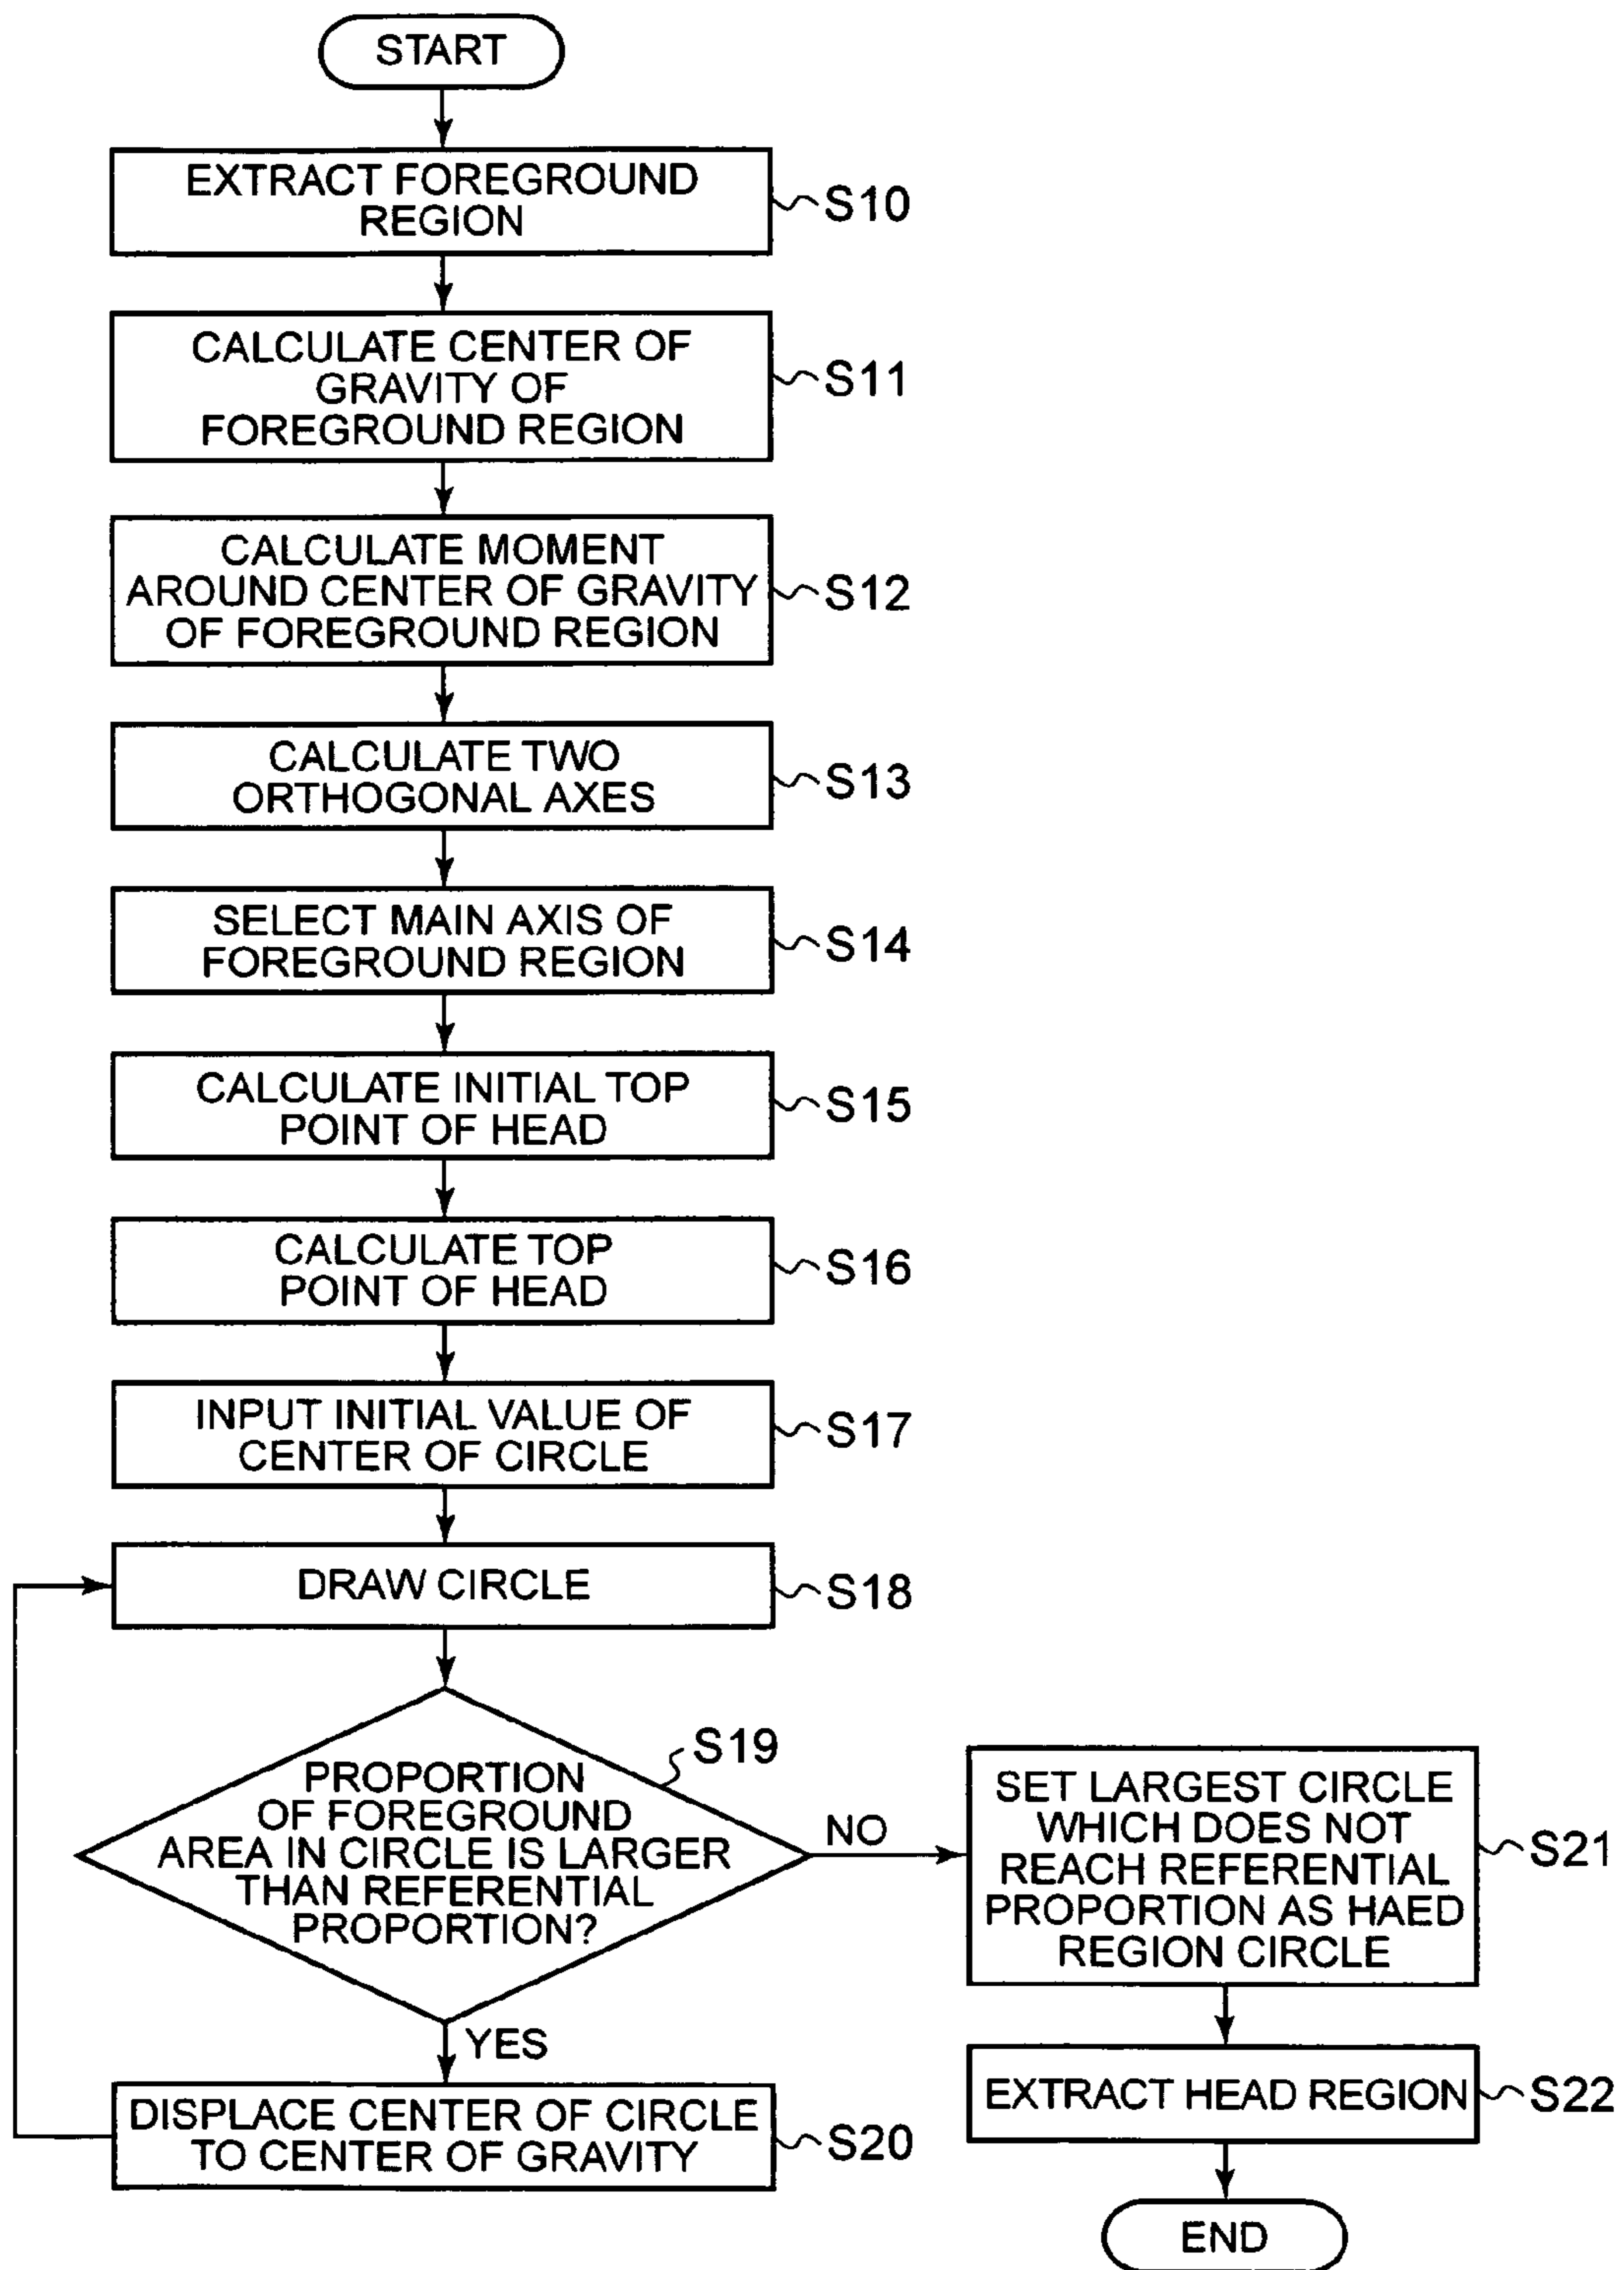 START
EXTRACT FOREGROUND
REGION
S10
CALCULATE CENTER OF
GRAVITY OF
FOREGROUND REGION
S11
CALCULATE MOMENT
AROUND CENTER OF GRAVITY
OF FOREGROUND REGION
S12
CALCULATE TWO
ORTHOGONAL AXES
S13
SELECT MAIN AXIS OF
FOREGROUND REGION
S14
CALCULATE INITIAL TOP
POINT OF HEAD
S15
CALCULATE TOP
POINT OF HEAD
S16
INPUT INITIAL VALUE OF
CENTER OF CIRCLE
S17
DRAW CIRCLE
S18
PROPORTION
OF FOREGROUND
AREA IN CIRCLE IS LARGER
THAN REFERENTIAL
PROPORTION?
S19
NO
YES
DISPLACE CENTER OF CIRCLE
TO CENTER OF GRAVITY
S20
SET LARGEST CIRCLE
WHICH DOES NOT
REACH REFERENTIAL
PROPORTION AS HAED
REGION CIRCLE
S21
EXTRACT HEAD REGION
S22
END